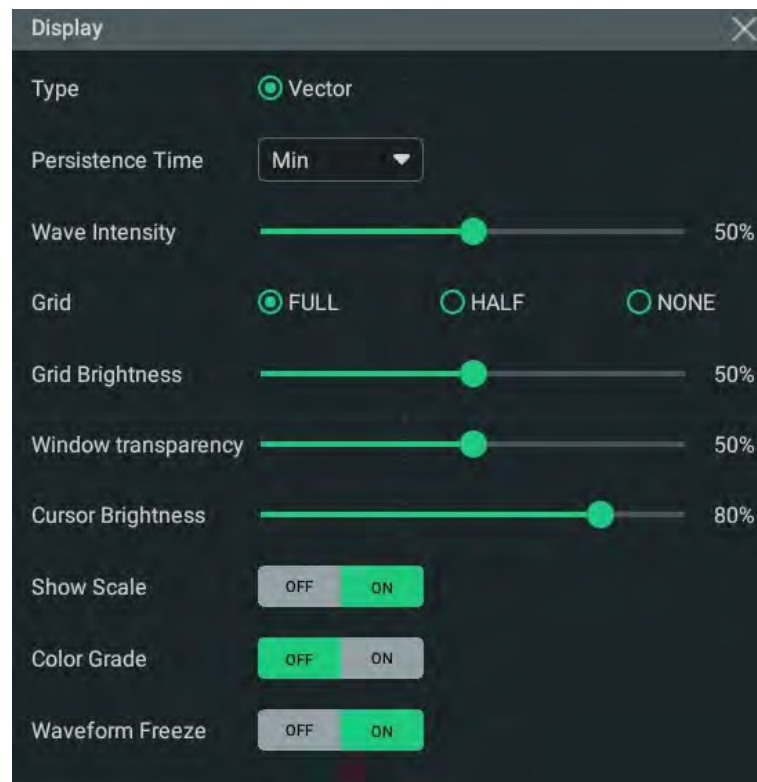 Display
Type Vector
Persistence Time Min
Wave Intensity 50%
Grid FULL HALF NONE
Grid Brightness 50%
Window transparency 50%
Cursor Brightness 80%
Show Scale OFF ON
Color Grade OFF ON
Waveform Freeze OFF ON